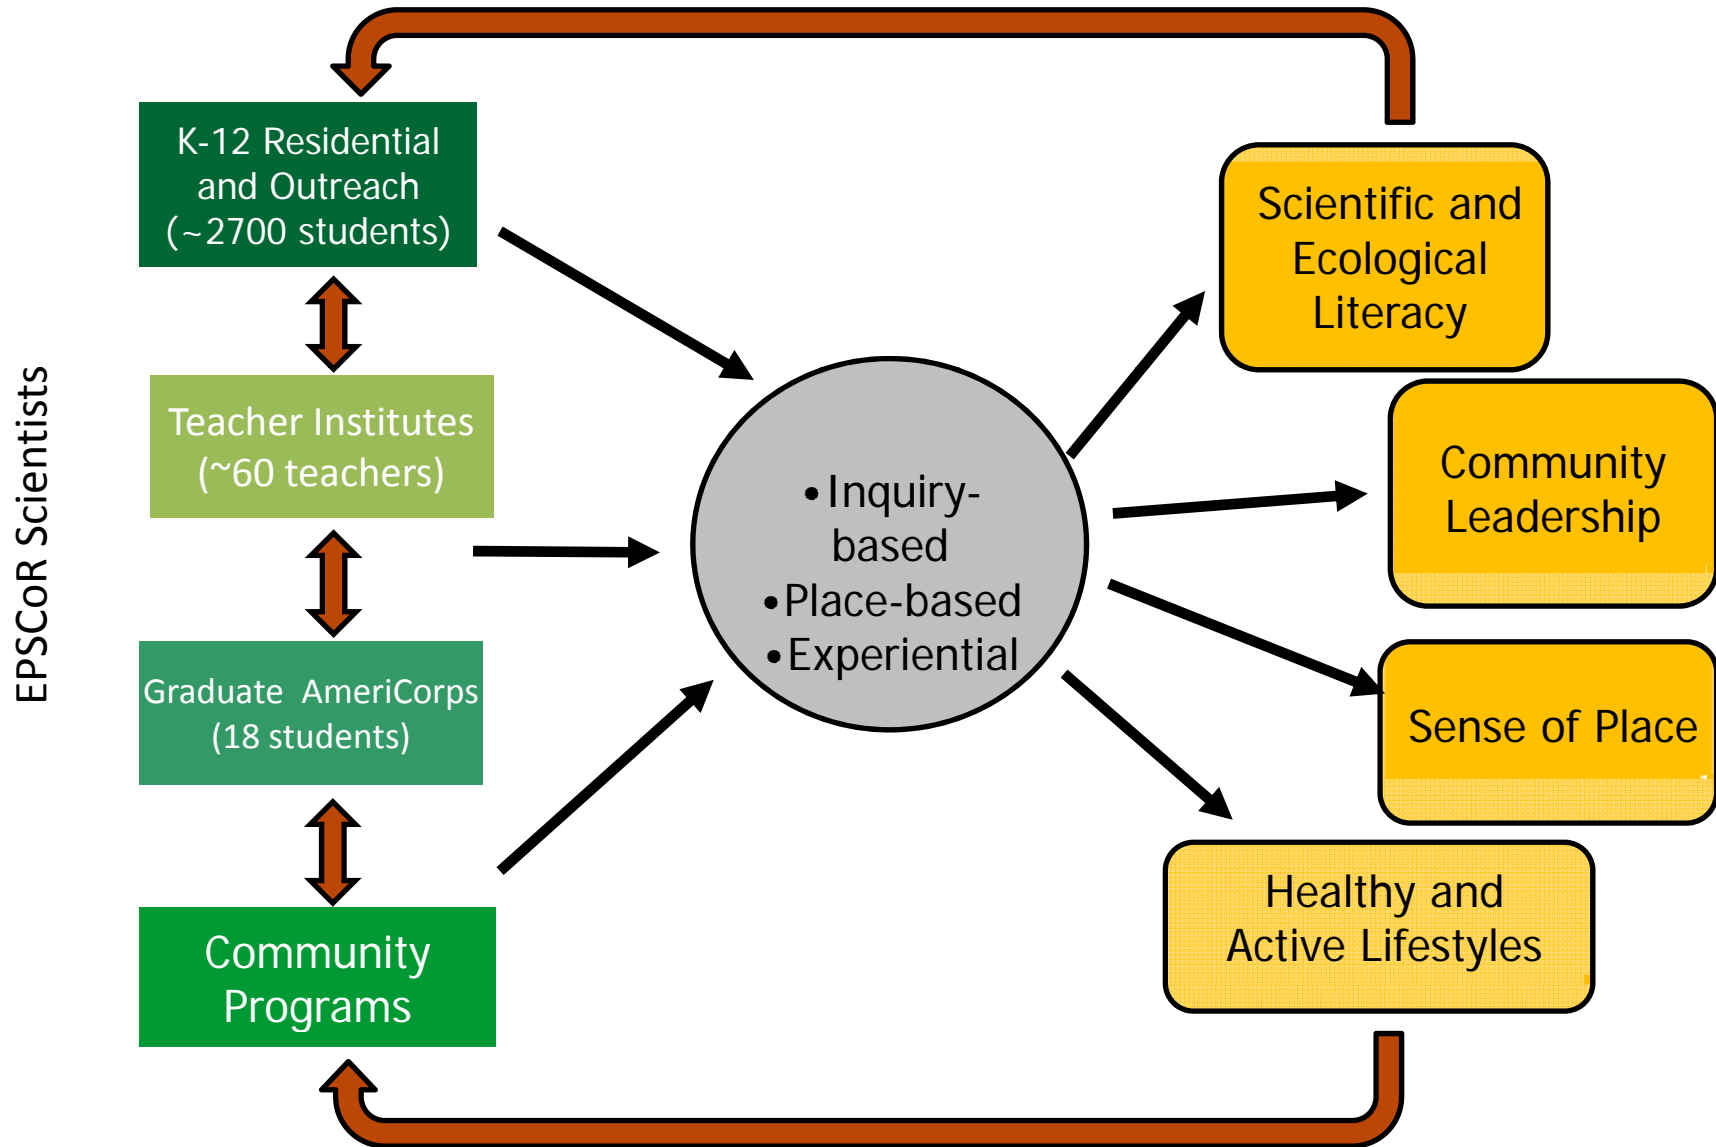 EPSCoR Scientists
K-12 Residential
and Outreach
(~2700 students)
Teacher Institutes
(~60 teachers)
Graduate AmeriCorps
(18 students)
Community
Programs
•Inquiry-
based
•Place-based
•Experiential
Scientific and
Ecological
Literacy
Community
Leadership
Sense of Place
Healthy and
Active Lifestyles